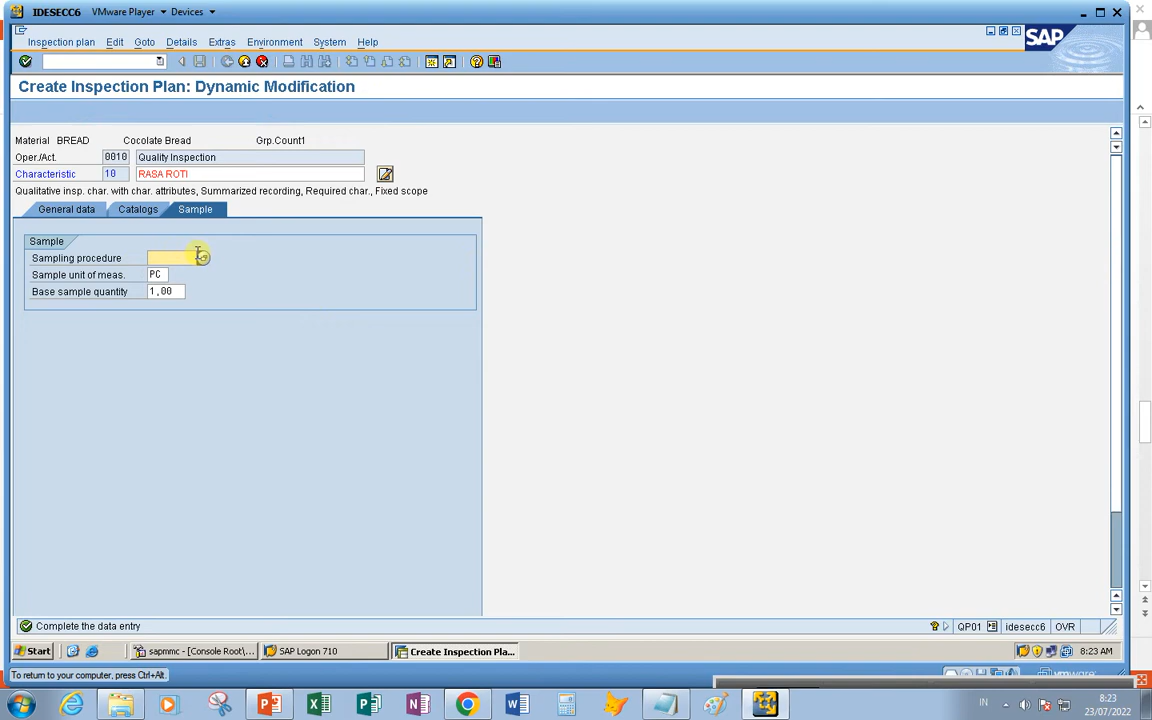 IDESECC6 VMware Player Devices
Inspection plan Edit Goto Details Extras Environment System Help
SAP
Create Inspection Plan: Dynamic Modification
Material BREAD Cocolate Bread Grp.Count1
Oper./Act. 0010 Quality Inspection
Characteristic 10 RASA ROTI
Qualitative insp. char. with char. attributes, Summarized recording, Required char., Fixed scope
General data Catalogs Sample
Sample
Sampling procedure
Sample unit of meas. PC
Base sample quantity 1,00
Complete the data entry QP01 idesecc6 OVR
Start sapmmc - [Console Root\... SAP Logon 710 Create Inspection Pla... 8:23 AM
To return to your computer, press Ctrl+Alt.
IN 8:23
23/07/2022